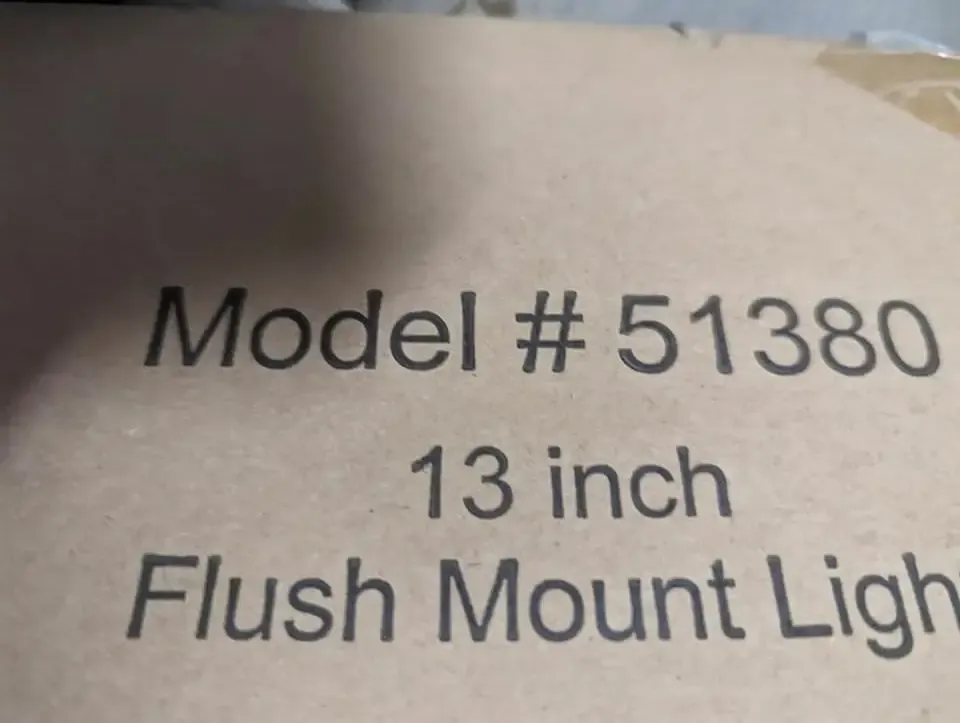 Model # 51380
13 inch
Flush Mount Ligh